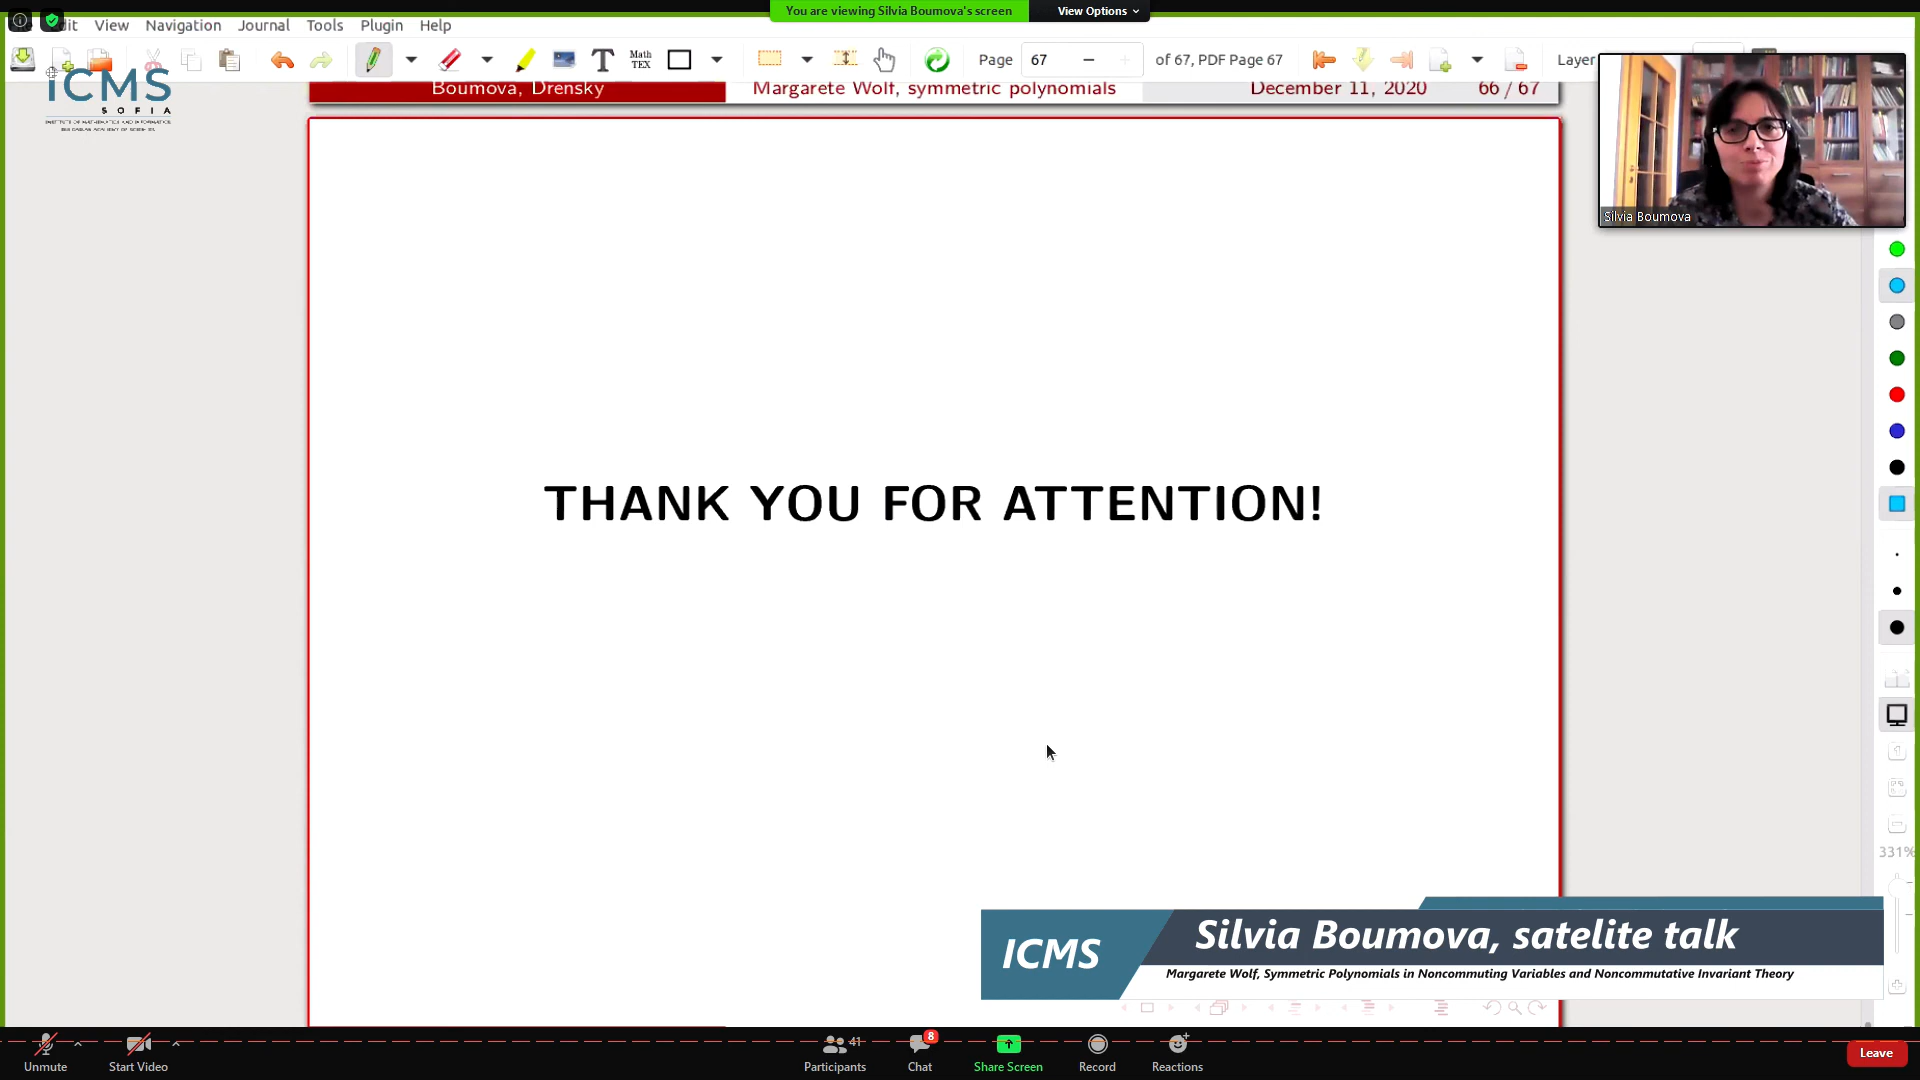 You are viewing Silvia Boumova's screen
View Options
View Navigation Journal Tools Plugin Help
Math
TEX
Page 67 of 67, PDF Page 67
Layer
iCMS
SOFIA
Boumova, Drensky
Margarete Wolf, symmetric polynomials
December 11, 2020
66 / 67
Silvia Boumova
THANK YOU FOR ATTENTION!
331%
ICMS
Silvia Boumova, satelite talk
Margarete Wolf, Symmetric Polynomials in Noncommuting Variables and Noncommutative Invariant Theory
41
8
Unmute
Start Video
Participants
Chat
Share Screen
Record
Reactions
Leave